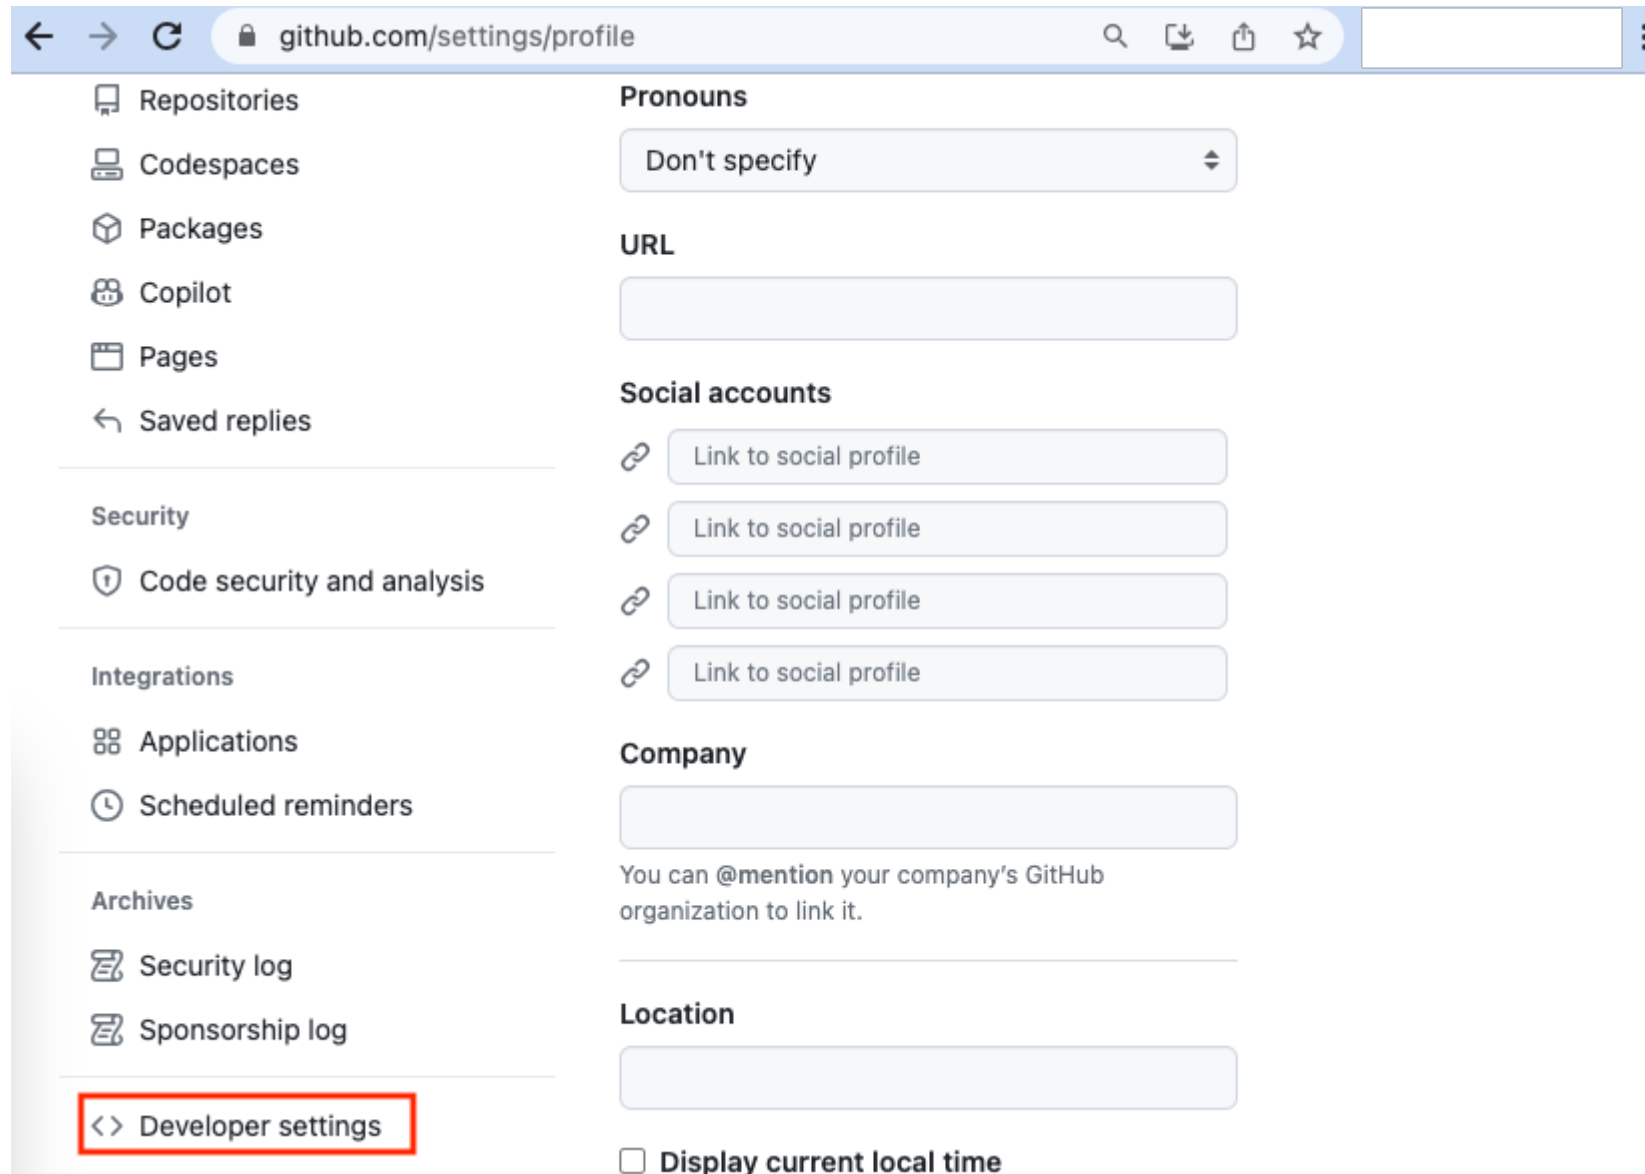 github.com/settings/profile
Repositories
Codespaces
Packages
Copilot
Pages
Saved replies
Security
Code security and analysis
Integrations
Applications
Scheduled reminders
Archives
Security log
Sponsorship log
Developer settings
Pronouns
Don't specify
URL
Social accounts
Link to social profile
Link to social profile
Link to social profile
Link to social profile
Company
You can @mention your company's GitHub
organization to link it.
Location
Display current local time